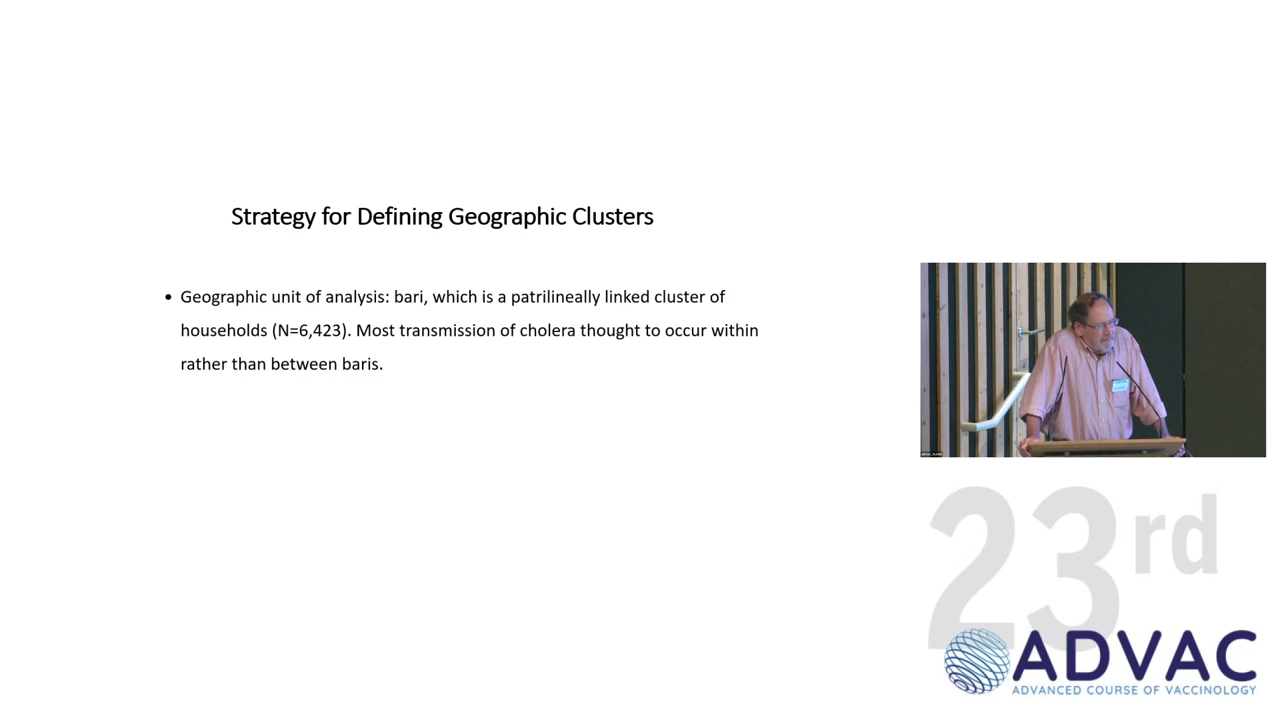 Strategy for Defining Geographic Clusters
• Geographic unit of analysis: bari, which is a patrilineally linked cluster of
households (N=6,423). Most transmission of cholera thought to occur within
rather than between baris.
23rd
ADVAC
ADVANCED COURSE OF VACCINOLOGY